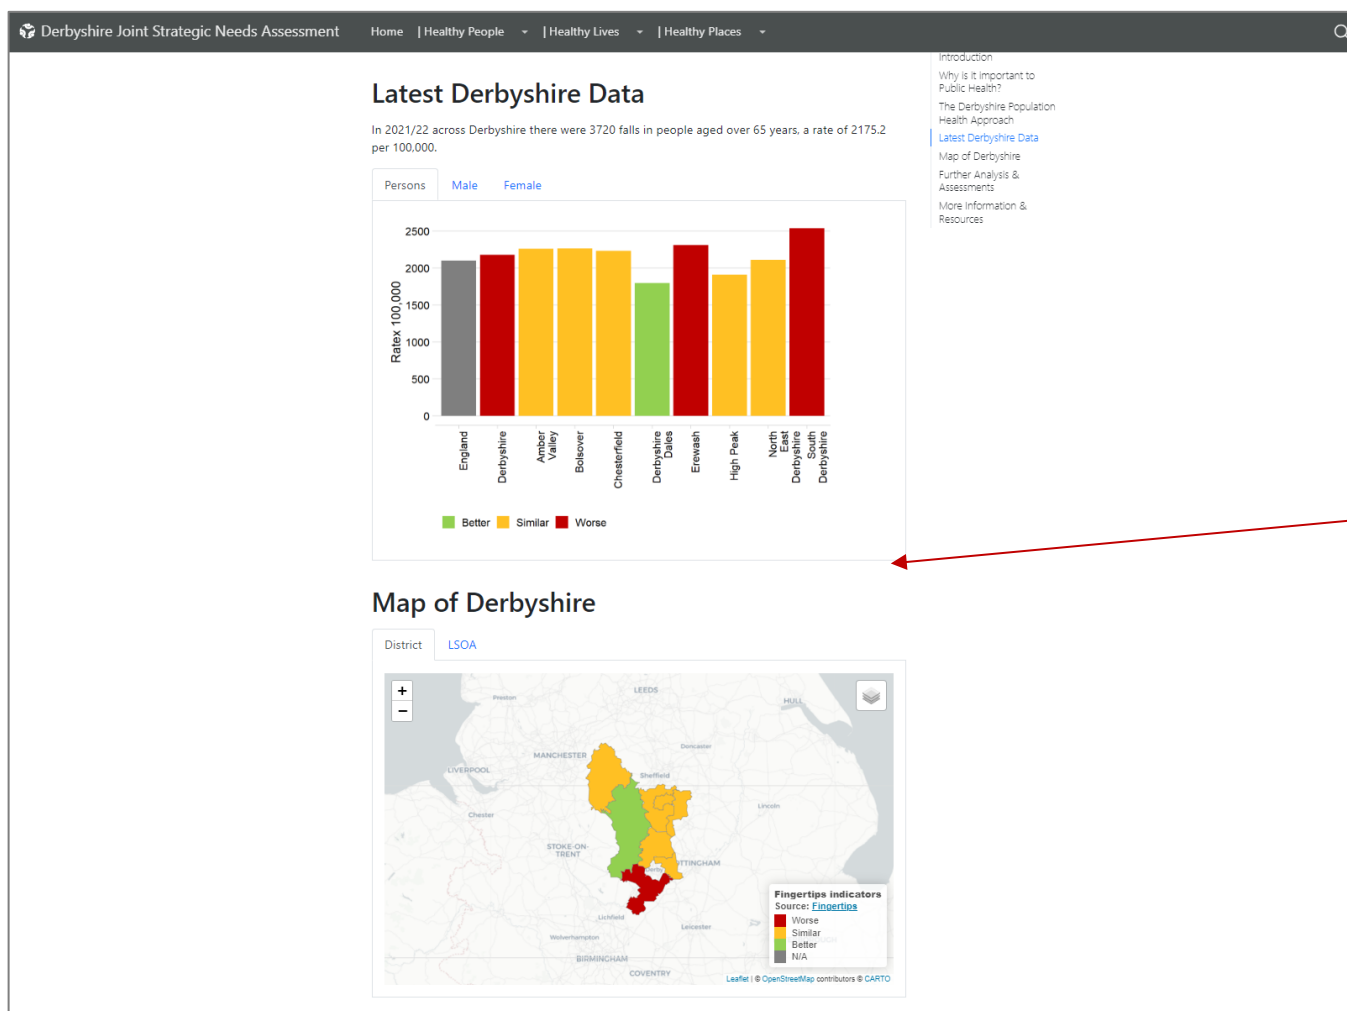 Derbyshire Joint Strategic Needs Assessment
Home | Healthy People | Healthy Lives | Healthy Places
Introduction
Why is it important to
Public Health?
The Derbyshire Population
Health Approach
Latest Derbyshire Data
Map of Derbyshire
Further Analysis &
Assessments
More Information &
Resources
Latest Derbyshire Data
In 2021/22 across Derbyshire there were 3720 falls in people aged over 65 years, a rate of 2175.2
per 100,000.
Persons Male Female
Ratex 100,000
2500
2000
1500
1000
500
0
England
Derbyshire
Amber
Valley
Bolsover
Chesterfield
Derbyshire
Dales
Erewash
High Peak
North
East
Derbyshire
South
Derbyshire
Better Similar Worse
Map of Derbyshire
District LSOA
+
−
Preston
LEEDS
HULL
MANCHESTER
Doncaster
LIVERPOOL
Sheffield
Chester
Lincoln
STOKE-ON-
TRENT
Derby
OTTINGHAM
Lichfield
Leicester
Wolverhampton
BIRMINGHAM
COVENTRY
Fingertips indicators
Source: Fingertips
Worse
Similar
Better
N/A
Leaflet | © OpenStreetMap contributors © CARTO